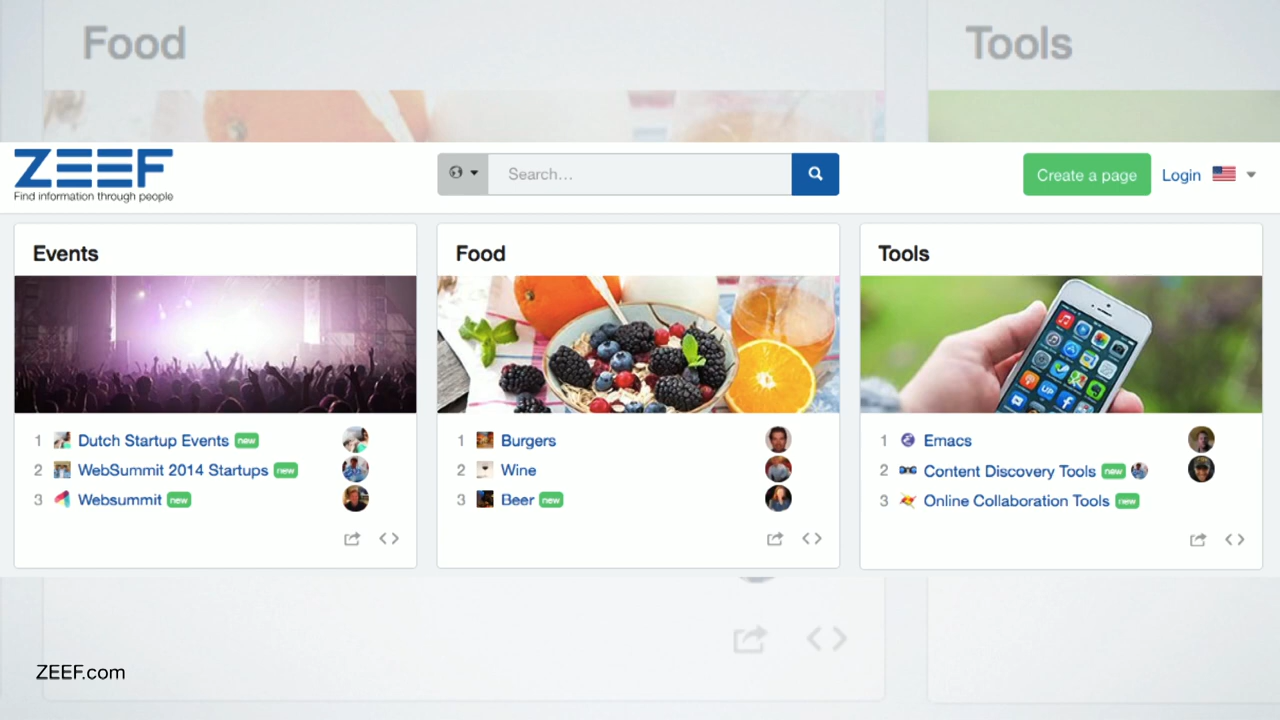 Food
Tools
ZEEF
Find information through people
Search...
Create a page
Login
Events
1 Dutch Startup Events new
2 WebSummit 2014 Startups new
3 Websummit new
Food
1 Burgers
2 Wine
3 Beer new
Tools
1 Emacs
2 Content Discovery Tools new
3 Online Collaboration Tools new
ZEEF.com